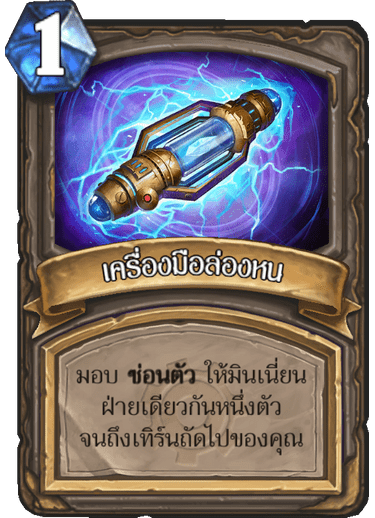 1
เครื่องมือล่องหน
มอบ ซ่อนตัว ให้มินเนี่ยน
ฝ่ายเดียวกันหนึ่งตัว
จนถึงเทิร์นถัดไปของคุณ